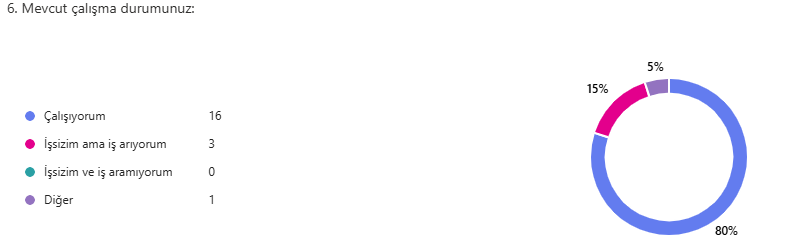 6. Mevcut çalışma durumunuz:
Çalışıyorum 16
İşsizim ama iş arıyorum 3
İşsizim ve iş aramıyorum 0
Diğer 1
5%
15%
80%